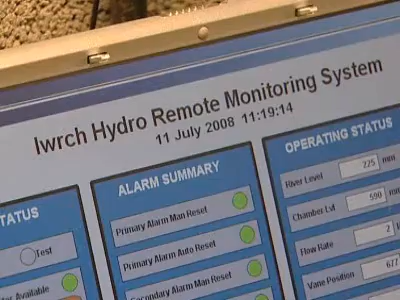 Iwrch Hydro Remote Monitoring System
11 July 2008 11:19:14
STATUS
Test
Available
ALARM SUMMARY
Primary Alarm Man Reset
Primary Alarm Auto Reset
Secondary Alarm Man Reset
OPERATING STATUS
River Level 225 mm
Chamber Lvl 590 mm
Flow Rate 2
Vane Position 677